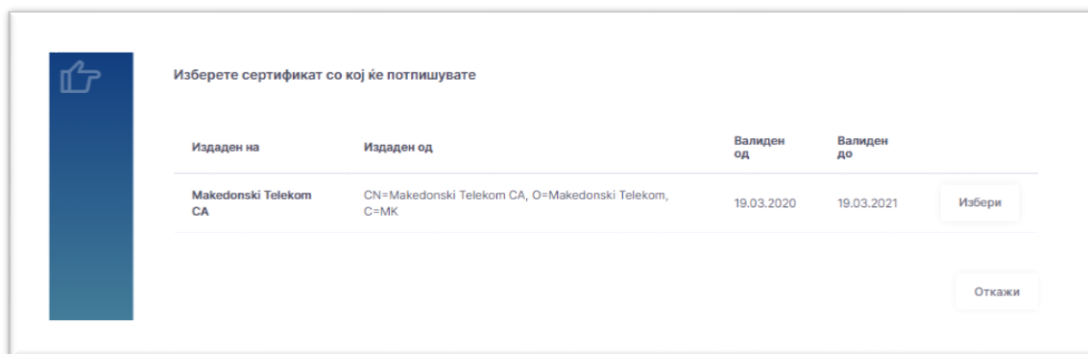 Изберете сертификат со кој ќе потпишувате
Издаден на Издаден од Валиден од Валиден до
Makedonski Telekom CA CN=Makedonski Telekom CA, O=Makedonski Telekom, C=MK 19.03.2020 19.03.2021 Избери
Откажи